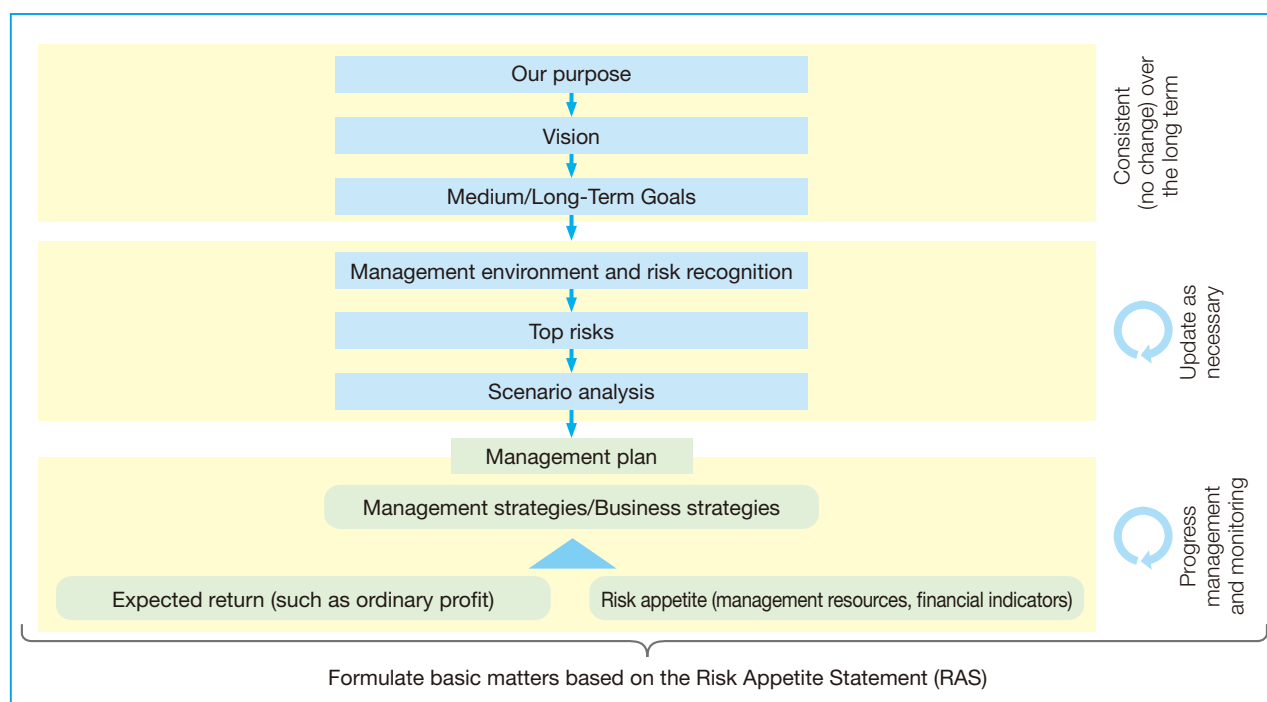 Our purpose
Vision
Medium/Long-Term Goals
Consistent
(no change) over
the long term
Management environment and risk recognition
Top risks
Scenario analysis
Update as
necessary
Management plan
Management strategies/Business strategies
Expected return (such as ordinary profit)
Risk appetite (management resources, financial indicators)
Progress
management
and monitoring
Formulate basic matters based on the Risk Appetite Statement (RAS)